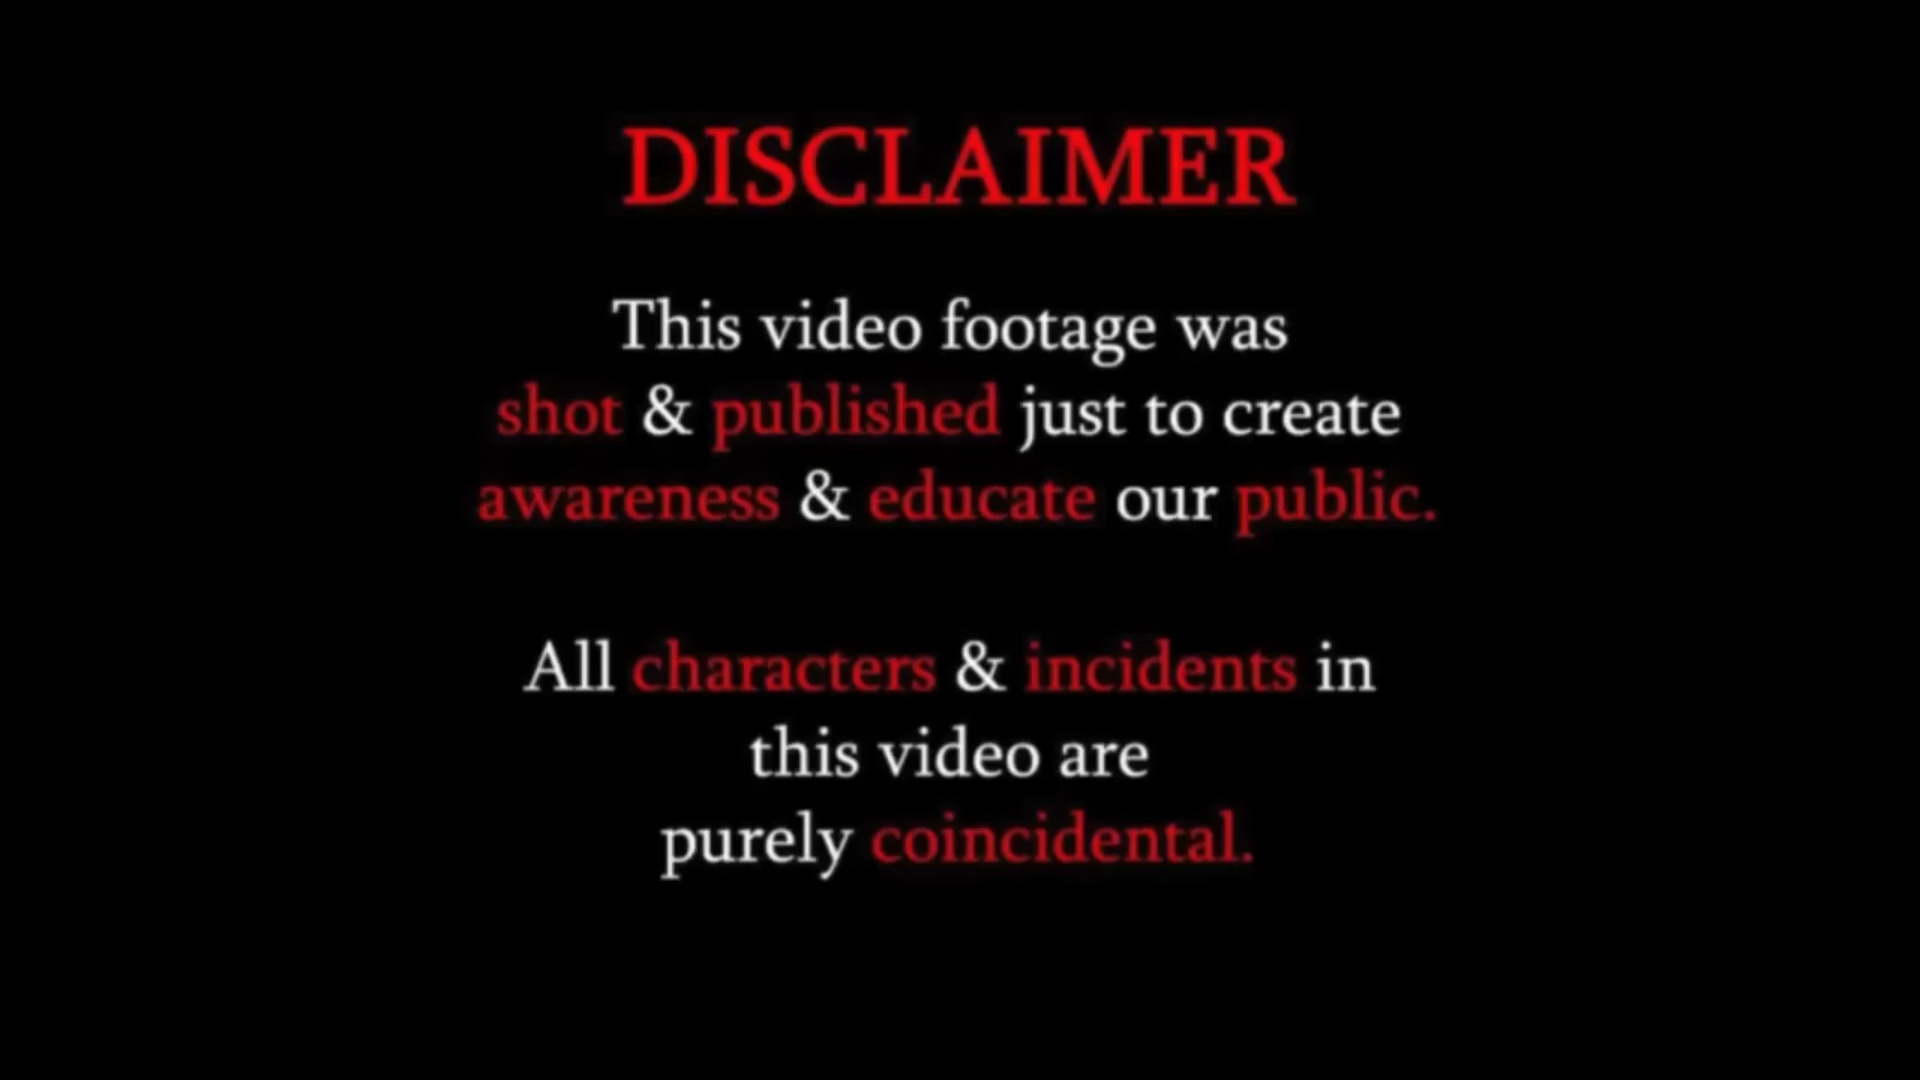 DISCLAIMER
This video footage was
shot & published just to create
awareness & educate our public.
All characters & incidents in
this video are
purely coincidental.